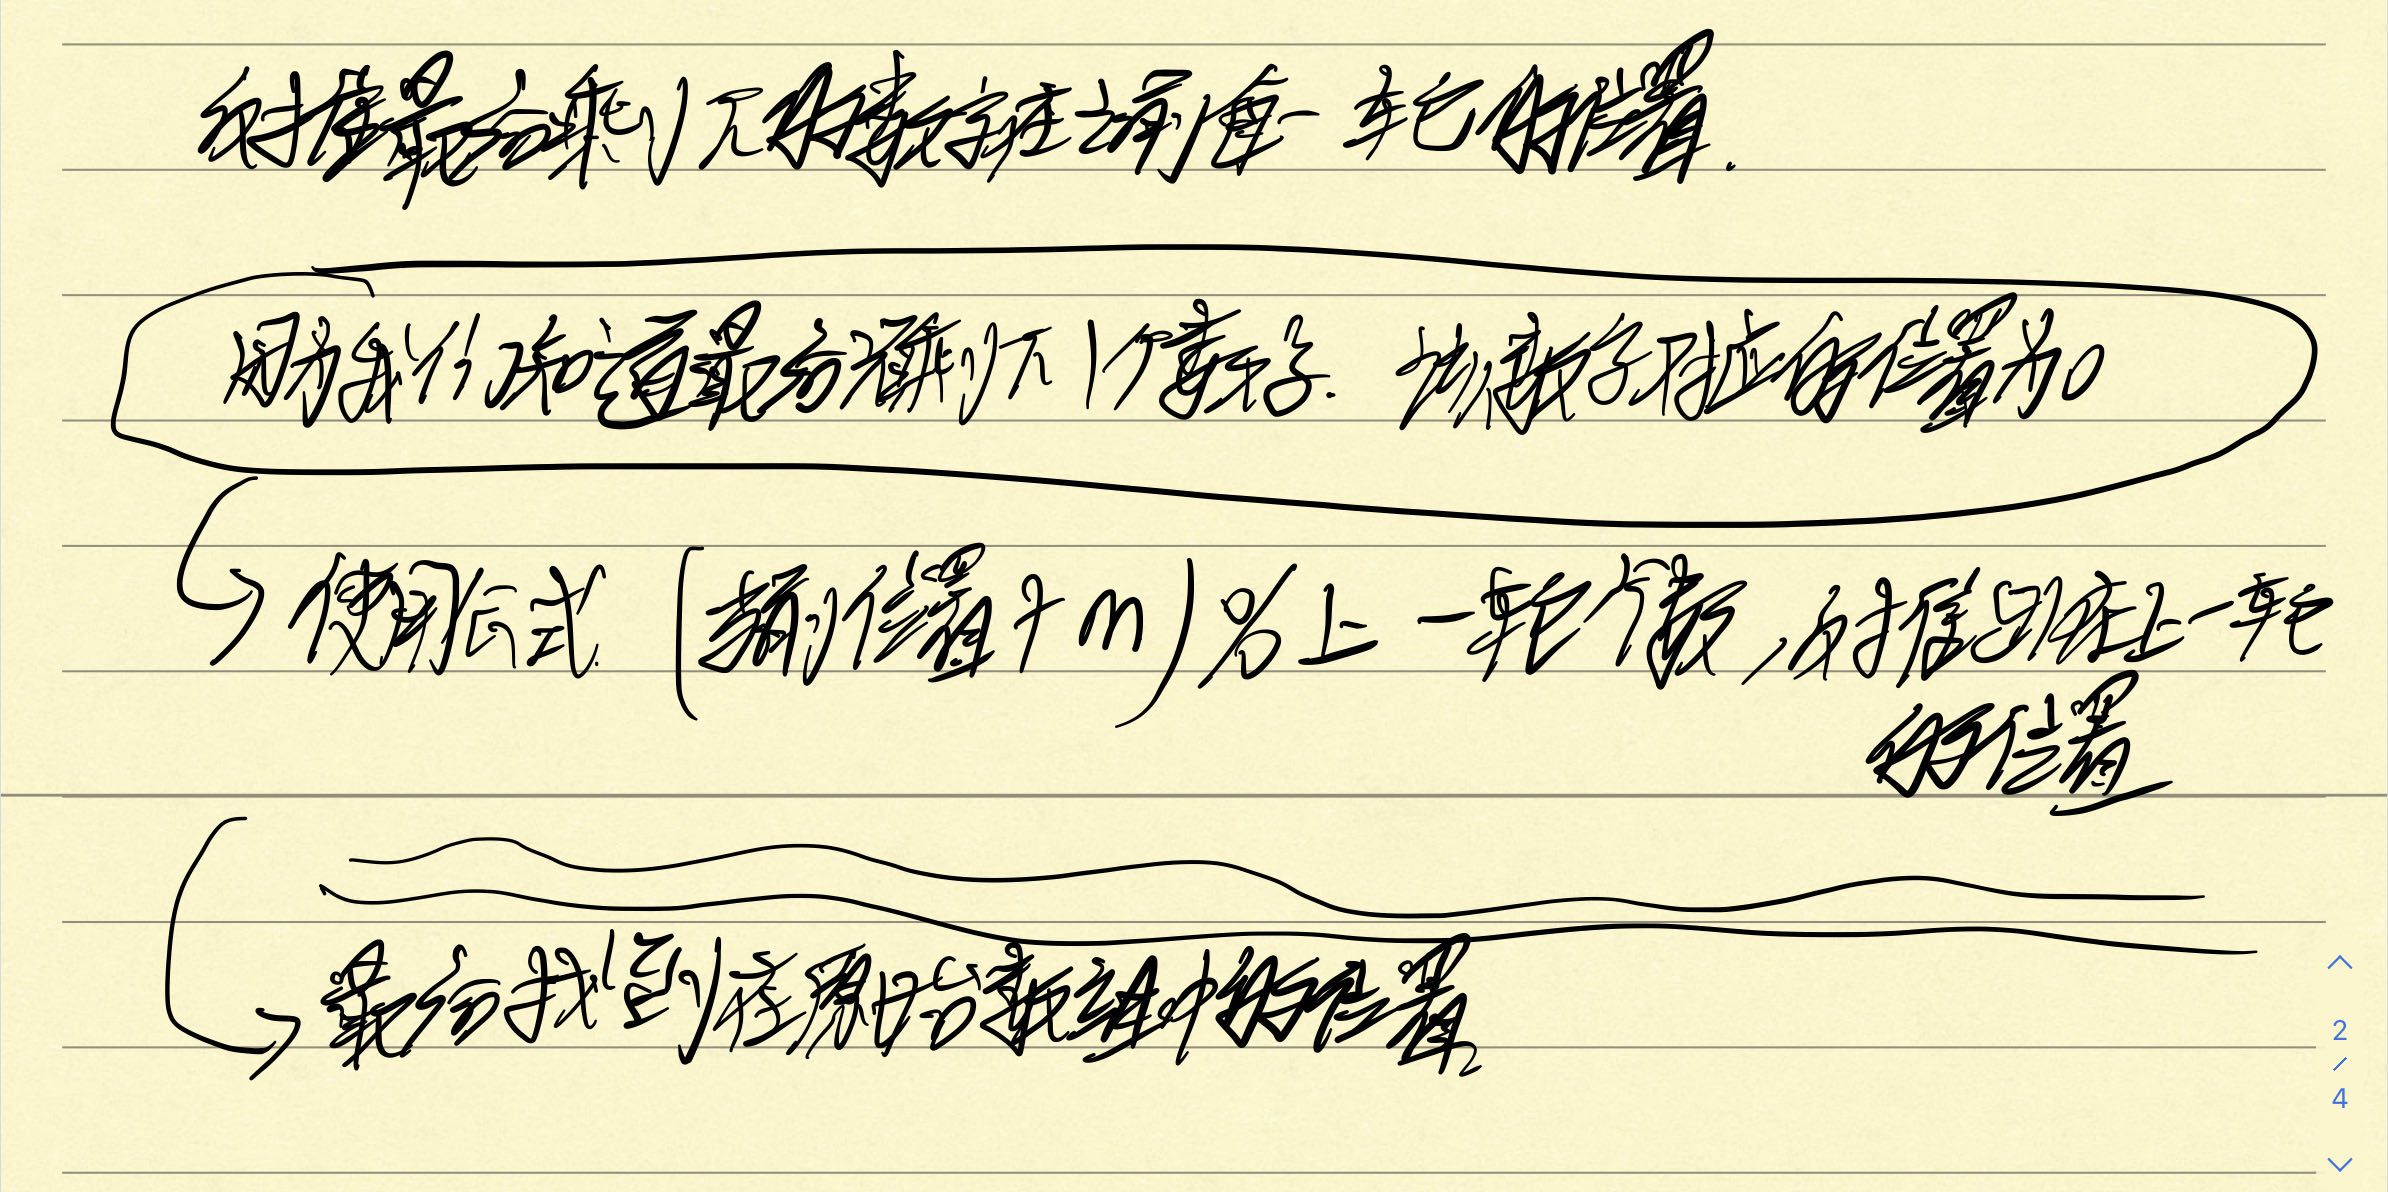 反推最后剩下的数字在之前每一轮的位置.
因为我们知道最后只剩下1个数字. 此数字对应的位置为0
使用公式 (当前位置+m)%上一轮个数,反推出在上一轮
的位置
最后找到在原始数组中的位置
2
/
4